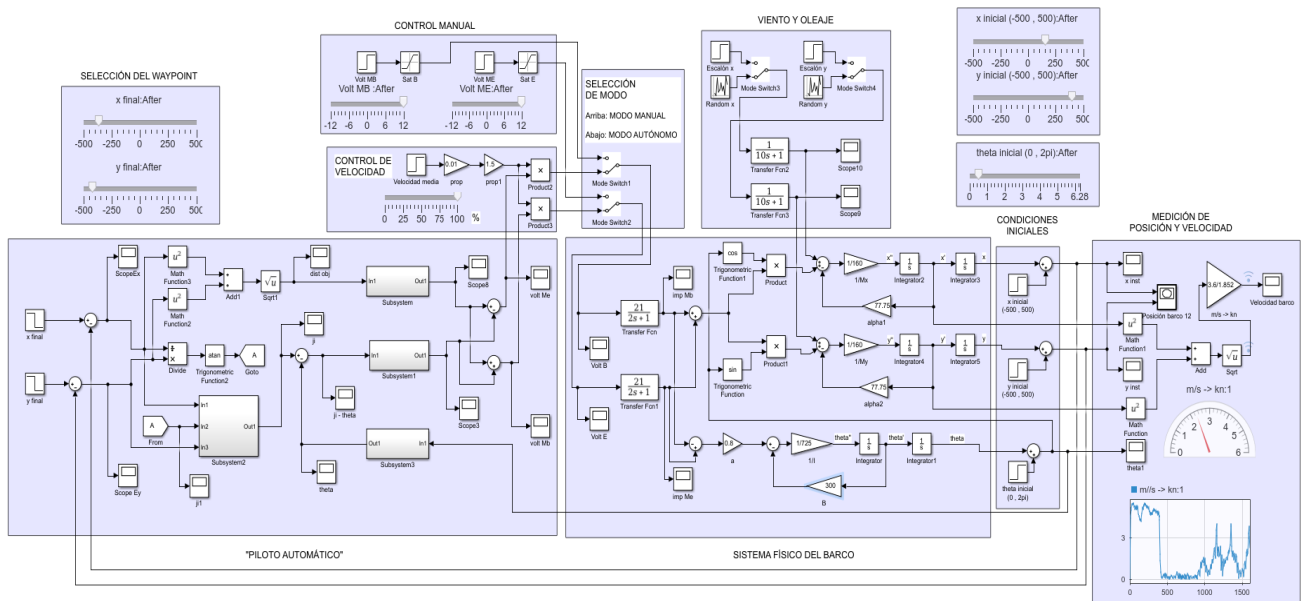 SELECCIÓN DEL WAYPOINT
x final:After
-500 -250 0 250 500
y final:After
-500 -250 0 250 500
CONTROL MANUAL
Volt MB
Sat B
Volt ME
Sat E
Volt MB :After
Volt ME:After
-12 -6 0 6 12
-12 -6 0 6 12
CONTROL DE
VELOCIDAD
Velocidad media
0.01
prop
1.5
prop1
×
Product2
×
Product3
0 25 50 75 100 %
SELECCIÓN
DE MODO
Arriba: MODO MANUAL
Abajo: MODO AUTÓNOMO
Mode Switch1
Mode Switch2
VIENTO Y OLEAJE
Escalón x
Random x
Mode Switch3
Escalón y
Random y
Mode Switch4
1
10s + 1
Transfer Fcn2
1
10s + 1
Transfer Fcn3
Scope10
Scope9
x inicial (-500 , 500):After
-500 -250 0 250 500
y inicial (-500 , 500):After
-500 -250 0 250 500
theta inicial (0 , 2pi):After
0 1 2 3 4 5 6.28
x final
y final
ScopeEx
u²
Math
Function3
u²
Math
Function2
Add1
√u
Sqrt1
dist obj
In1 Out1
Subsystem
Scope8
volt Me
÷
×
Divide
atan
Trigonometric
Function2
A
Goto
ji
In1 Out1
Subsystem1
ji - theta
Scope3
volt Mb
A
From
In1
In2
In3
Out1
Subsystem2
Out1 In1
Subsystem3
Scope Ey
ji1
theta
"PILOTO AUTOMÁTICO"
21
2s + 1
Transfer Fcn
21
2s + 1
Transfer Fcn1
Volt B
Volt E
imp Mb
imp Me
cos
Trigonometric
Function1
×
Product
1/160
1/Mx
x"
1
s
Integrator2
x'
1
s
Integrator3
x
77.75
alpha1
sin
Trigonometric
Function
×
Product1
1/160
1/My
y"
1
s
Integrator4
y'
1
s
Integrator5
y
77.75
alpha2
0.8
a
1/725
1/I
theta"
1
s
Integrator
theta'
1
s
Integrator1
theta
300
B
SISTEMA FÍSICO DEL BARCO
CONDICIONES
INICIALES
x inicial
(-500 , 500)
y inicial
(-500 , 500)
theta inicial
(0 , 2pi)
MEDICIÓN DE
POSICIÓN Y VELOCIDAD
x inst
Posición barco 12
3.6/1.852
m/s -> kn
Velocidad barco
u²
Math
Function1
y inst
Add
√u
Sqrt
u²
Math
Function
theta1
m/s -> kn:1
0 1 2 3 4 5 6
m//s -> kn:1
3
0
0 500 1000 1500